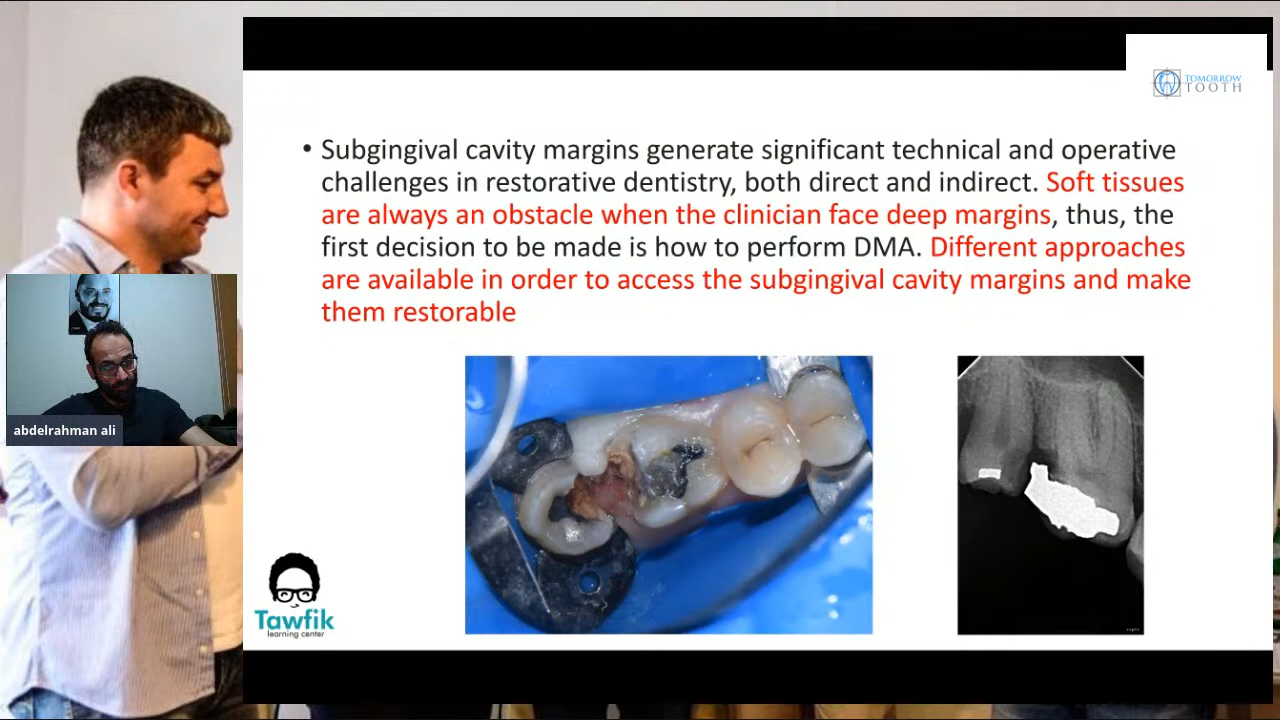 TOMORROW
TOOTH
• Subgingival cavity margins generate significant technical and operative
challenges in restorative dentistry, both direct and indirect. Soft tissues
are always an obstacle when the clinician face deep margins, thus, the
first decision to be made is how to perform DMA. Different approaches
are available in order to access the subgingival cavity margins and make
them restorable
abdelrahman ali
Tawfik
learning center